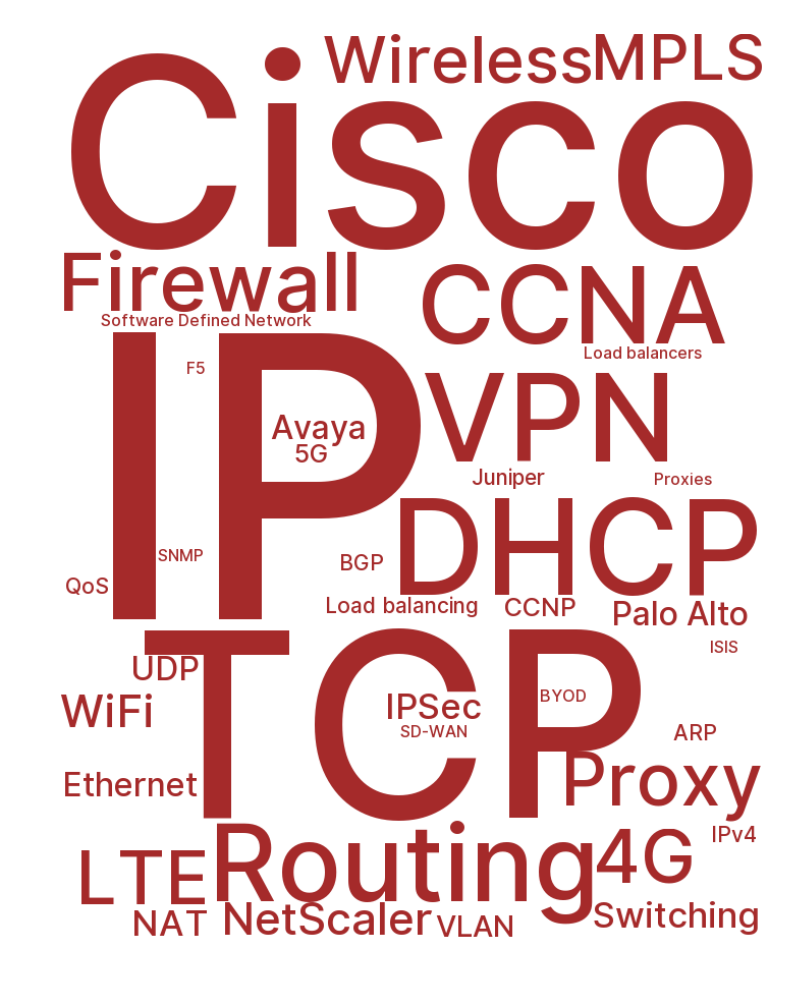 Wireless
MPLS
Cisco
Firewall
CCNA
Software Defined Network
Load balancers
IP
F5
VPN
Avaya
5G
Juniper
Proxies
DHCP
SNMP
BGP
QoS
Load balancing
CCNP
Palo Alto
TCP
UDP
ISIS
WiFi
IPSec
BYOD
SD-WAN
ARP
Ethernet
Proxy
Routing
IPv4
LTE
4G
NAT
NetScaler
VLAN
Switching